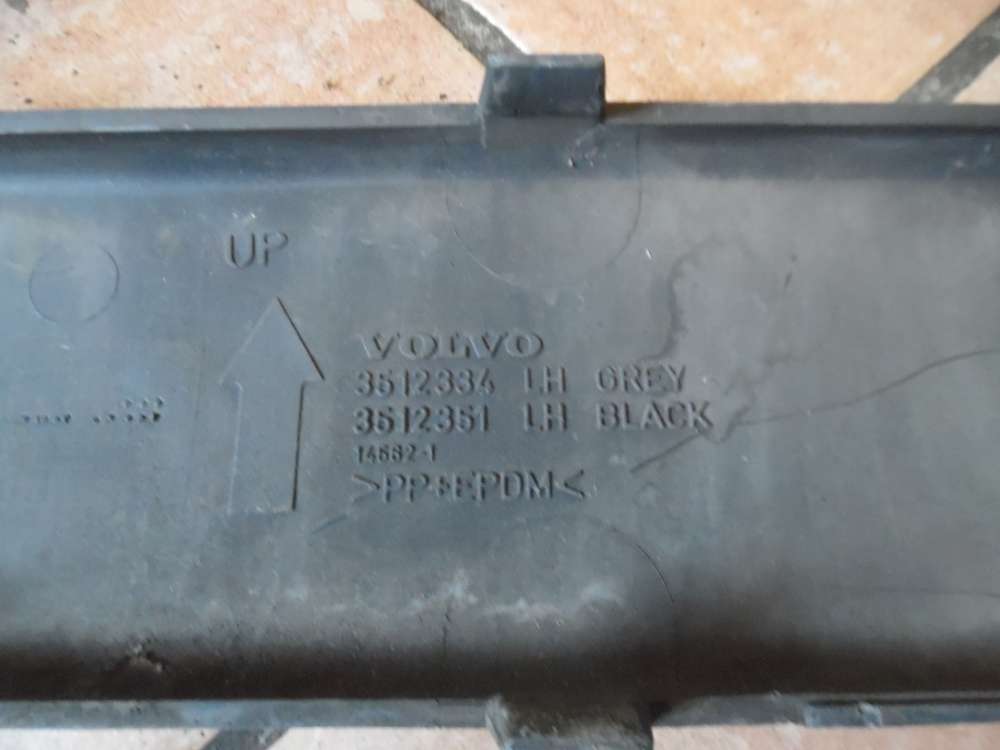 UP
VOLVO
3512334 LH GREY
3512351 LH BLACK
14662-1
>PP+EPDM<